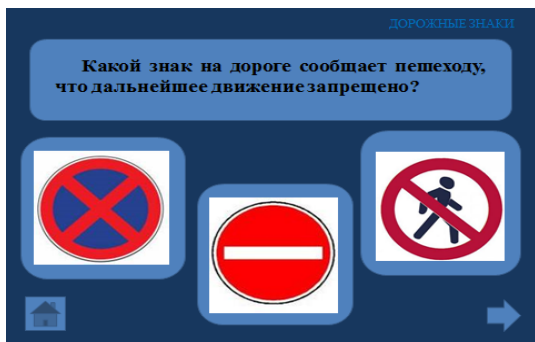 ДОРОЖНЫЕ ЗНАКИ
Какой знак на дороге сообщает пешеходу,
что дальнейшее движение запрещено?